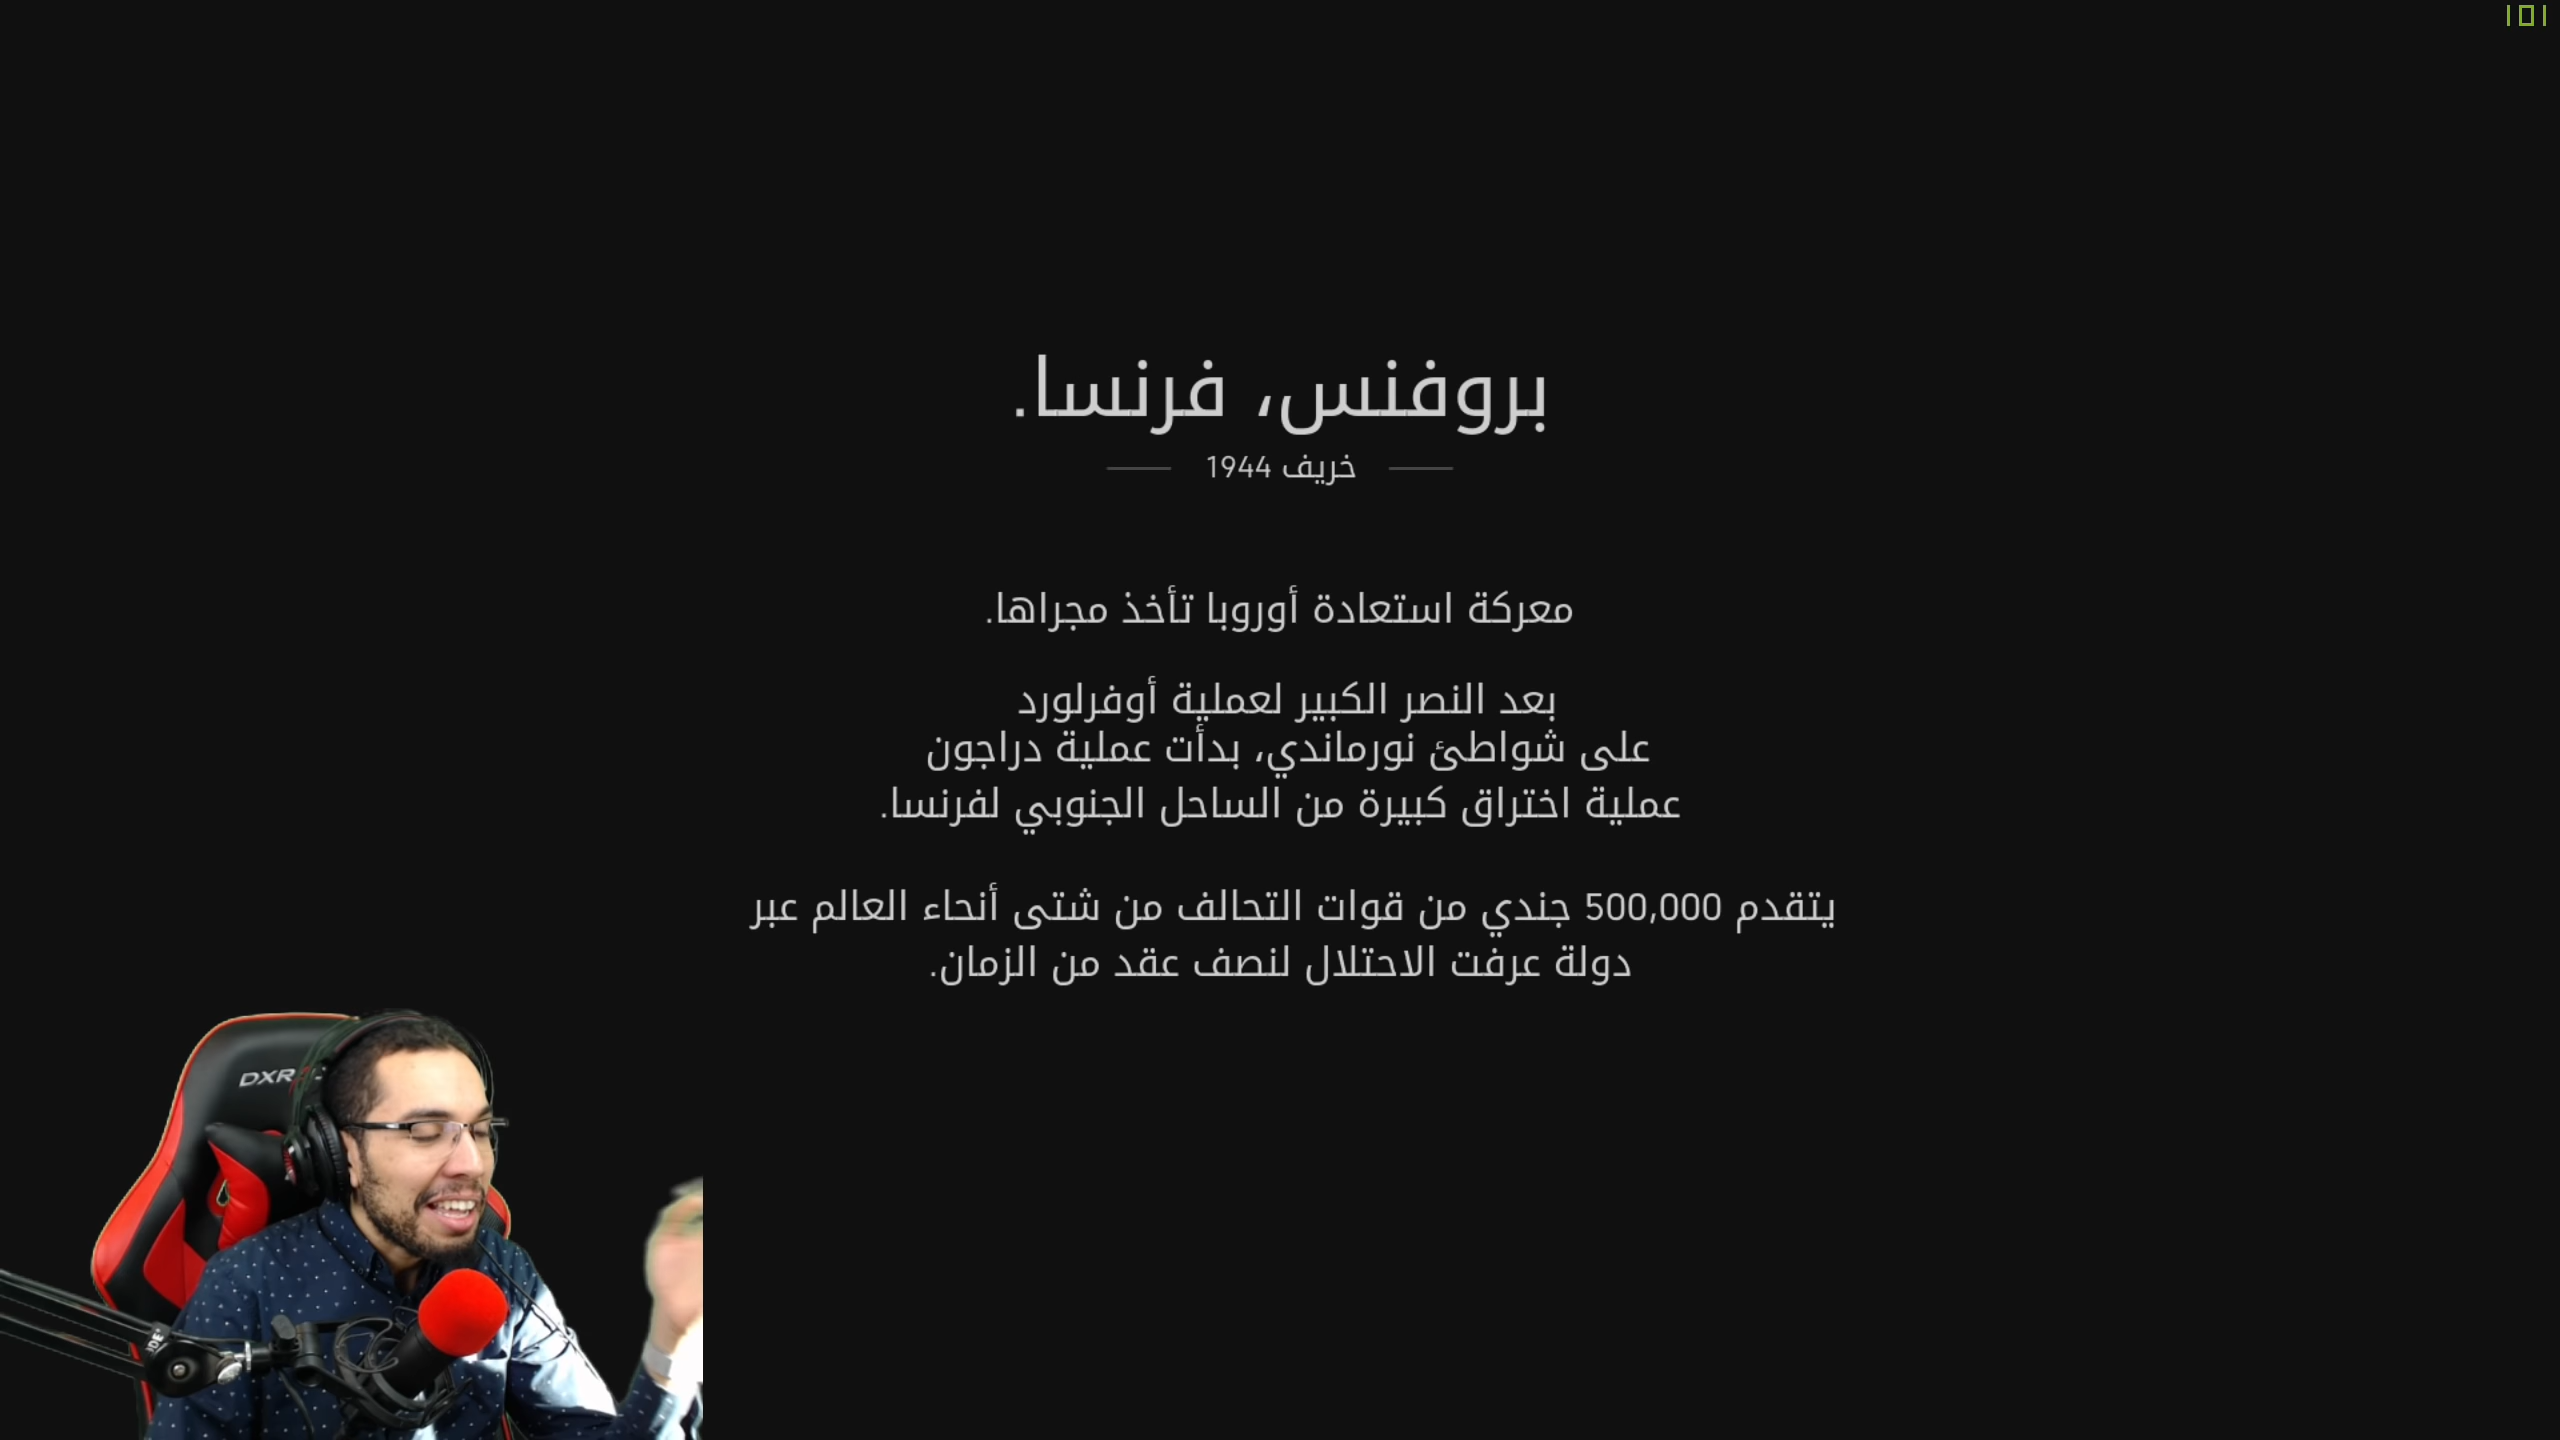 101
بروفنس، فرنسا.
خريف 1944
معركة استعادة أوروبا تأخذ مجراها.
بعد النصر الكبير لعملية أوفرلورد
على شواطئ نورماندي، بدأت عملية دراجون
عملية اختراق كبيرة من الساحل الجنوبي لفرنسا.
يتقدم 500,000 جندي من قوات التحالف من شتى أنحاء العالم عبر
دولة عرفت الاحتلال لنصف عقد من الزمان.
DXR